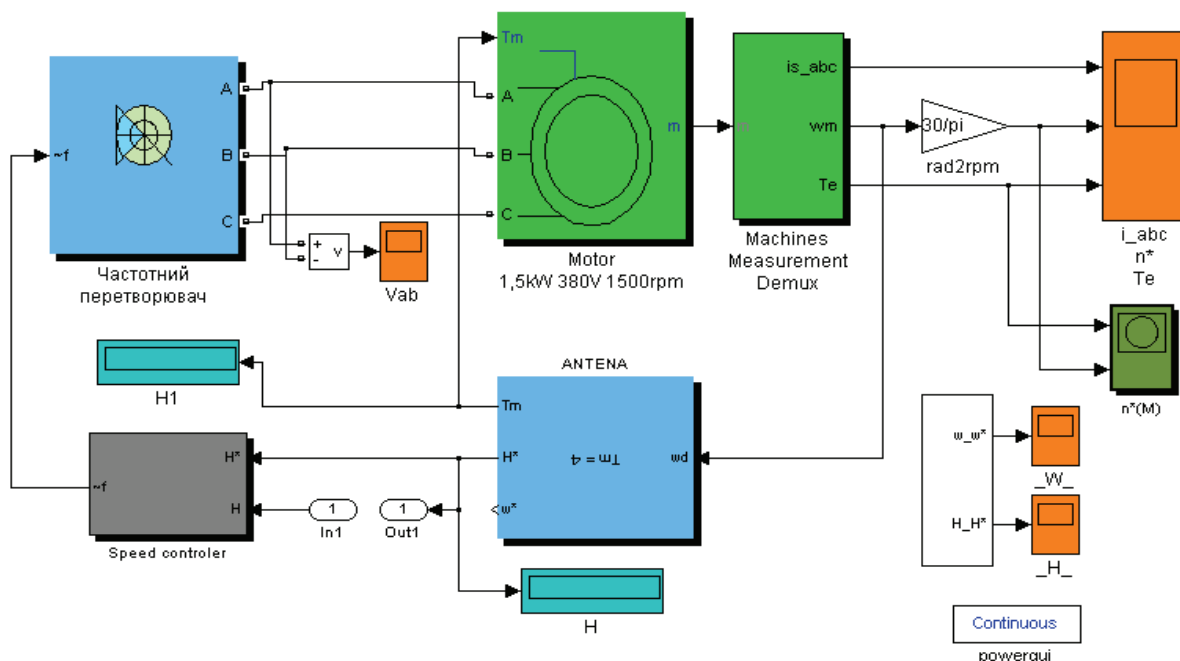 ~f
A
B
C
Частотний
перетворювач
+
-
v
Vab
Tm
A
B
C
m
Motor
1,5kW 380V 1500rpm
m
is_abc
wm
Te
Machines
Measurement
Demux
30/pi
rad2rpm
i_abc
n*
Te
n*(M)
H1
ANTENA
Tm
H*
w*
Tm = 4
wd
~f
H*
H
Speed controler
1
In1
1
Out1
H
w_w*
H_H*
_W_
_H_
Continuous
powergui